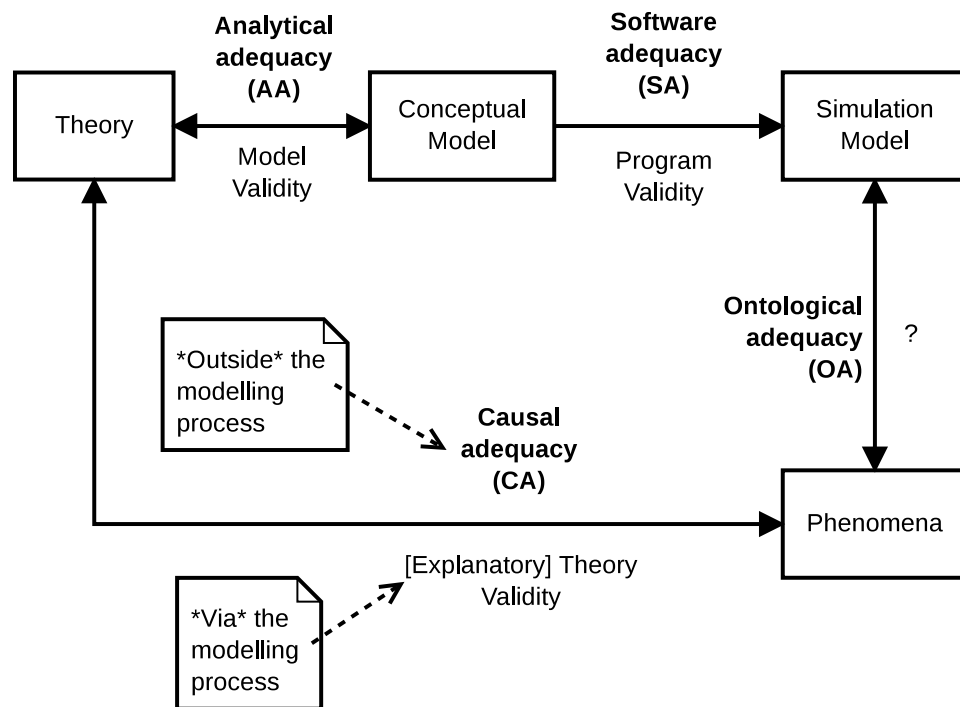 Analytical
adequacy
(AA)
Software
adequacy
(SA)
Theory
Conceptual
Model
Simulation
Model
Model
Validity
Program
Validity
Ontological
adequacy
(OA)
?
*Outside* the
modelling
process
Causal
adequacy
(CA)
Phenomena
[Explanatory] Theory
Validity
*Via* the
modelling
process